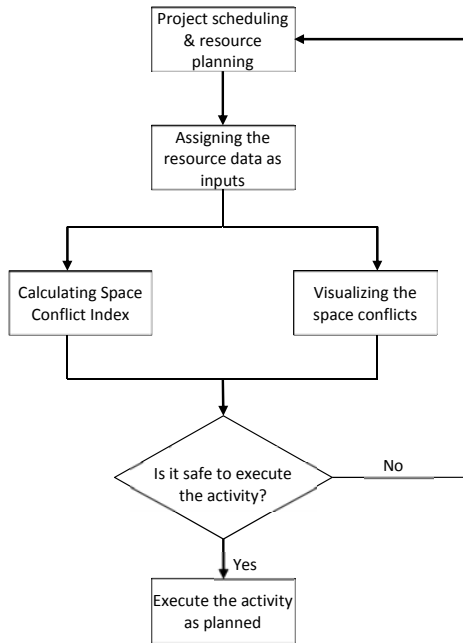 Project scheduling
& resource
planning
Assigning the
resource data as
inputs
Calculating Space
Conflict Index
Visualizing the
space conflicts
Is it safe to execute
the activity?
No
Yes
Execute the activity
as planned